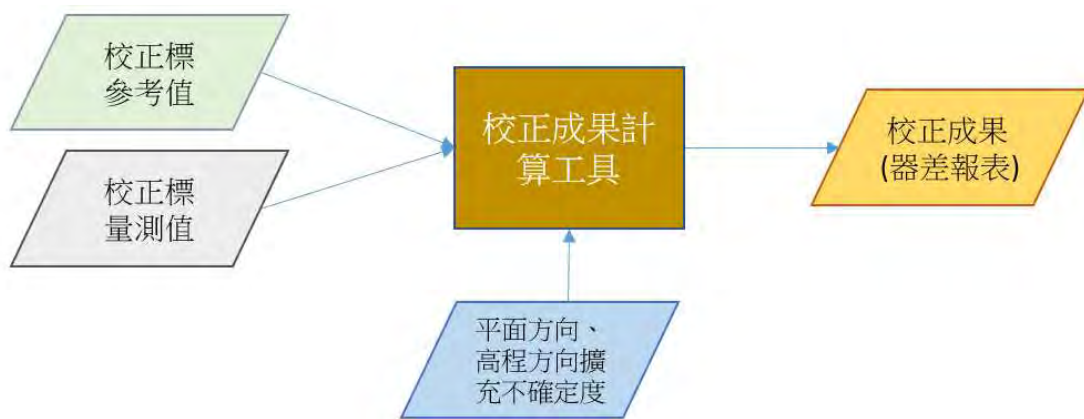 校正標
參考值
校正標
量測值
校正成果計
算工具
校正成果
(器差報表)
平面方向、
高程方向擴
充不確定度